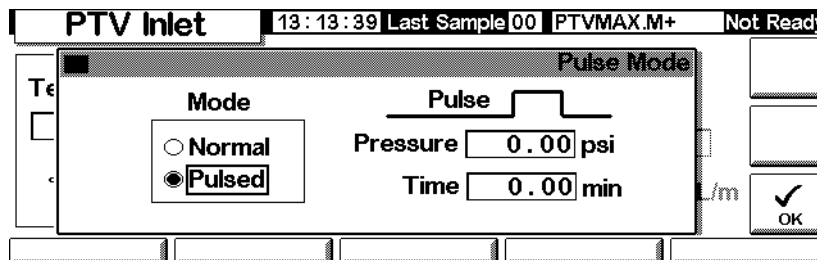 PTV Inlet 13:13:39 Last Sample 00 PTVMAX.M+ Not Ready
Pulse Mode
Te
Mode Pulse
Normal Pressure 0.00 psi
Pulsed Time 0.00 min
L/m
OK